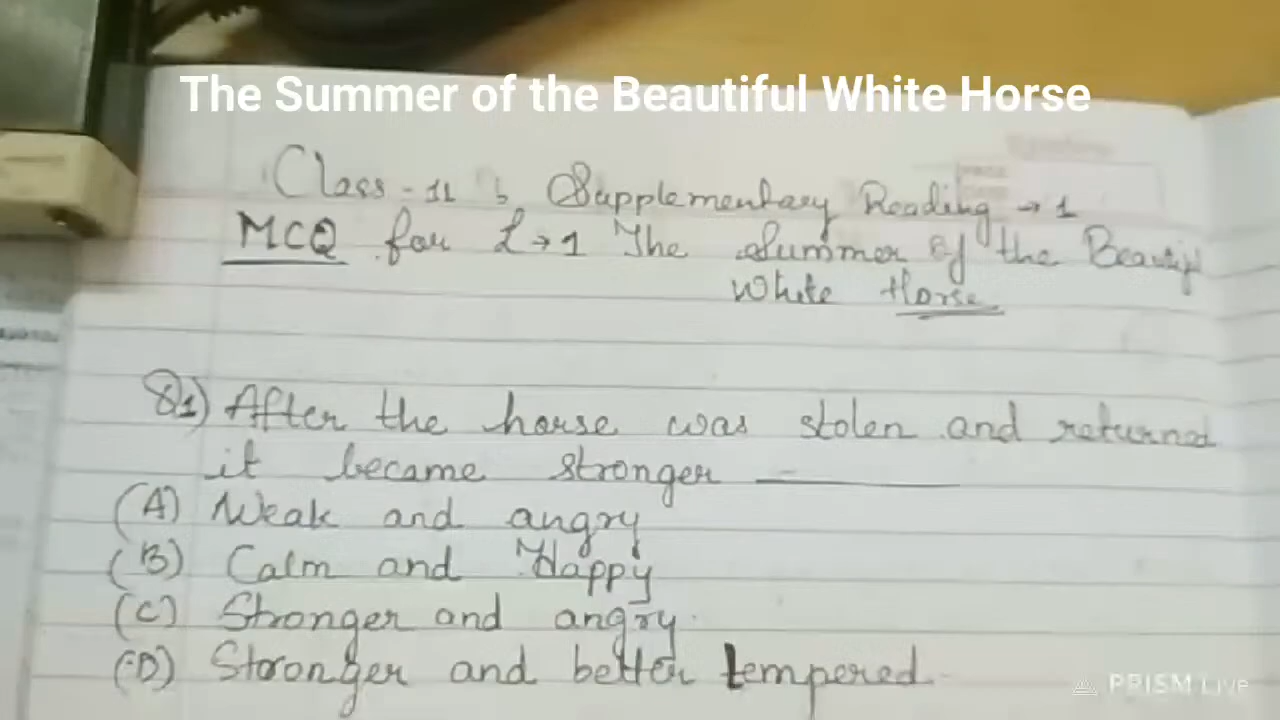 The Summer of the Beautiful White Horse
Class - 11 ; Supplementary Reading → 1
MCQ for L → 1 The Summer of the Beautiful
White Horse
Q1) After the horse was stolen and returned
it became stronger ________
(A) Weak and angry
(B) Calm and Happy
(C) Stronger and angry.
(D) Stronger and better tempered.
PRISM Live